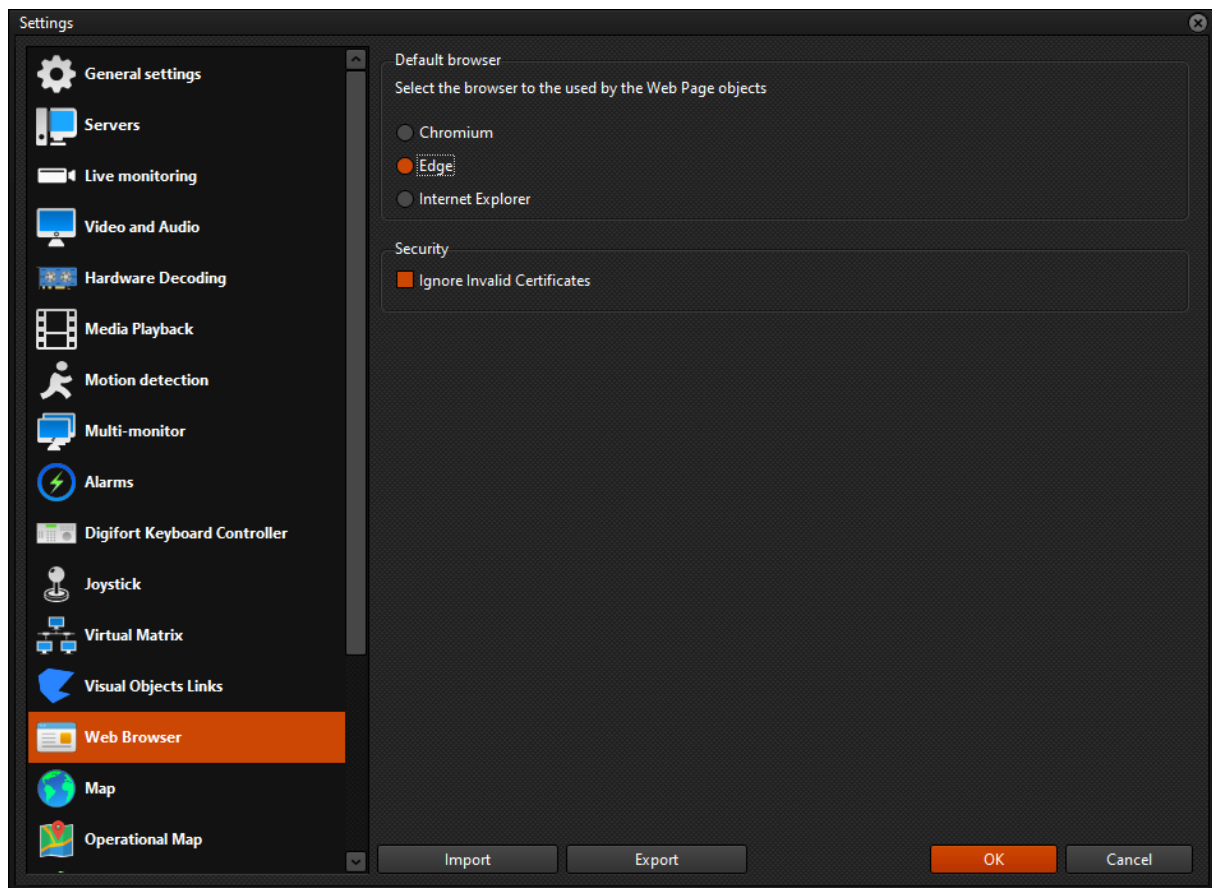 Settings
General settings
Servers
Live monitoring
Video and Audio
Hardware Decoding
Media Playback
Motion detection
Multi-monitor
Alarms
Digifort Keyboard Controller
Joystick
Virtual Matrix
Visual Objects Links
Web Browser
Map
Operational Map
Default browser
Select the browser to the used by the Web Page objects
Chromium
Edge
Internet Explorer
Security
Ignore Invalid Certificates
Import
Export
OK
Cancel